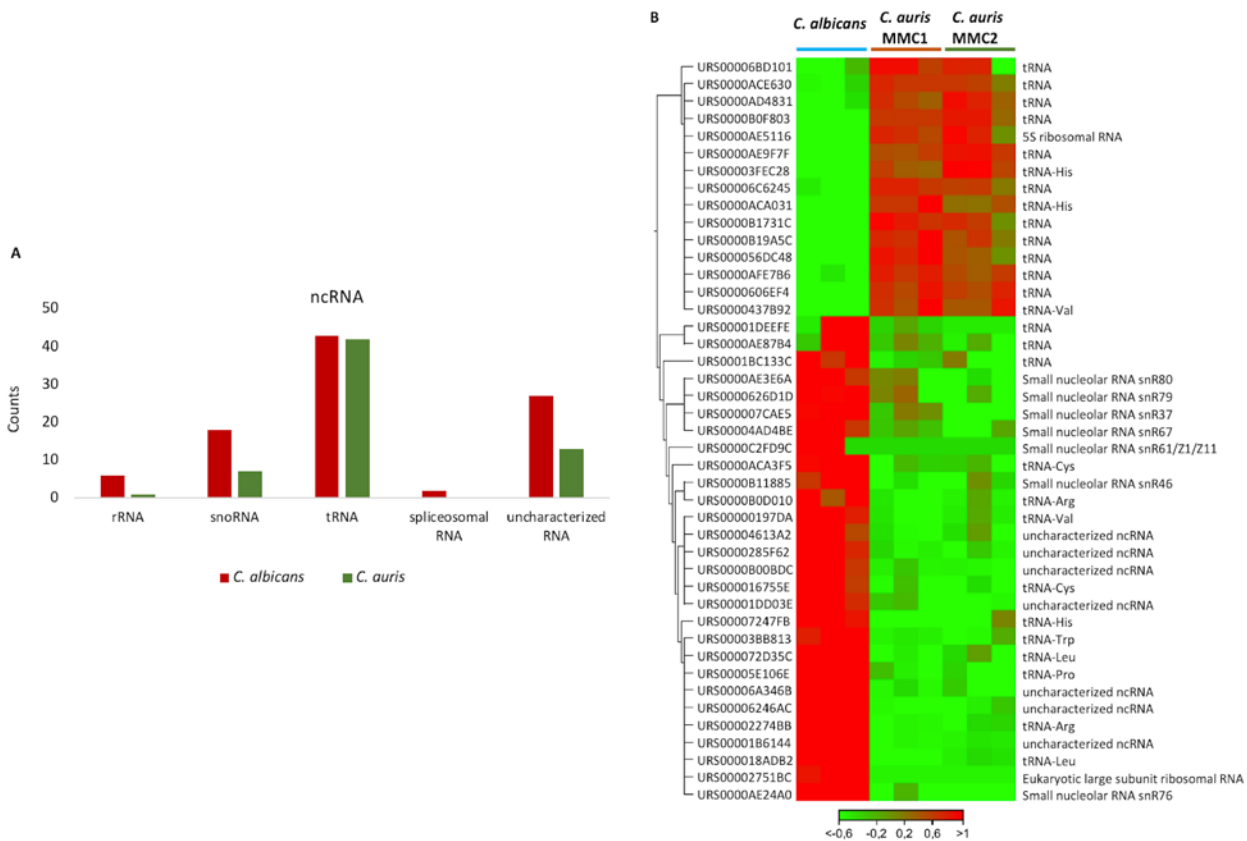 A
ncRNA
Counts
50
40
30
20
10
0
rRNA
snoRNA
tRNA
spliceosomal
RNA
uncharacterized
RNA
C. albicans
C. auris
B
C. albicans
C. auris
MMC1
C. auris
MMC2
URS00006BD101 tRNA
URS0000ACE630 tRNA
URS0000AD4831 tRNA
URS0000B0F803 tRNA
URS0000AE5116 5S ribosomal RNA
URS0000AE9F7F tRNA
URS00003FEC28 tRNA-His
URS00006C6245 tRNA
URS0000ACA031 tRNA-His
URS0000B1731C tRNA
URS0000B19A5C tRNA
URS000056DC48 tRNA
URS0000AFE7B6 tRNA
URS0000606EF4 tRNA
URS0000437B92 tRNA-Val
URS00001DEEFE tRNA
URS0000AE87B4 tRNA
URS0001BC133C tRNA
URS0000AE3E6A Small nucleolar RNA snR80
URS0000626D1D Small nucleolar RNA snR79
URS000007CAE5 Small nucleolar RNA snR37
URS00004AD4BE Small nucleolar RNA snR67
URS0000C2FD9C Small nucleolar RNA snR61/Z1/Z11
URS0000ACA3F5 tRNA-Cys
URS0000B11885 Small nucleolar RNA snR46
URS0000B0D010 tRNA-Arg
URS00000197DA tRNA-Val
URS00004613A2 uncharacterized ncRNA
URS0000285F62 uncharacterized ncRNA
URS0000B00BDC uncharacterized ncRNA
URS000016755E tRNA-Cys
URS00001DD03E uncharacterized ncRNA
URS00007247FB tRNA-His
URS00003BB813 tRNA-Trp
URS000072D35C tRNA-Leu
URS00005E106E tRNA-Pro
URS00006A346B uncharacterized ncRNA
URS00006246AC uncharacterized ncRNA
URS00002274BB tRNA-Arg
URS00001B6144 uncharacterized ncRNA
URS000018ADB2 tRNA-Leu
URS00002751BC Eukaryotic large subunit ribosomal RNA
URS0000AE24A0 Small nucleolar RNA snR76
<-0,6 -0,2 0,2 0,6 >1